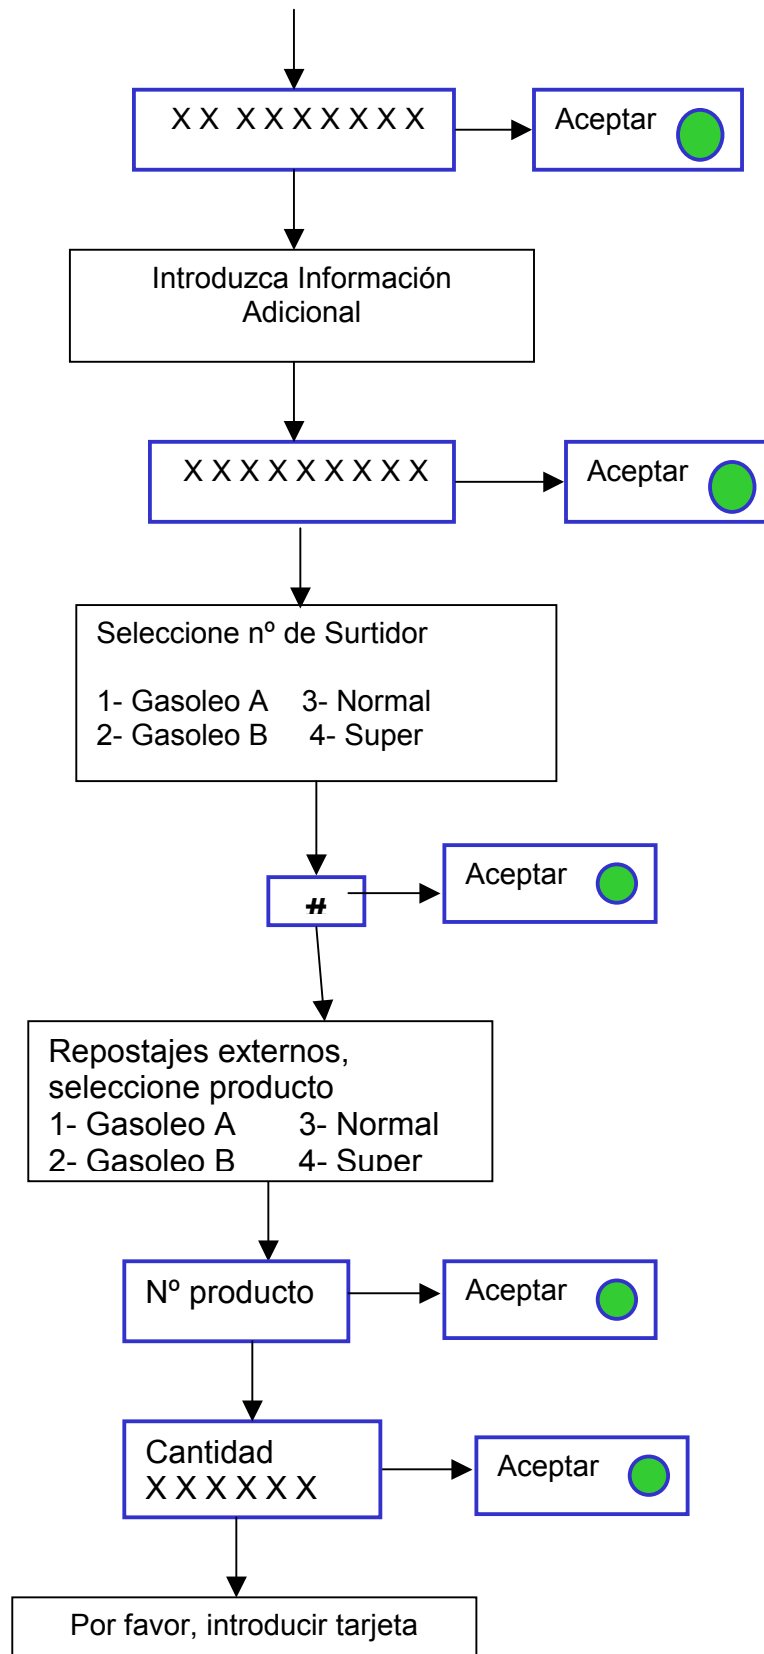 X X X X X X X X X
Aceptar
Introduzca Información
Adicional
X X X X X X X X X
Aceptar
Seleccione nº de Surtidor
1- Gasoleo A 3- Normal
2- Gasoleo B 4- Super
#
Aceptar
Repostajes externos,
seleccione producto
1- Gasoleo A 3- Normal
2- Gasoleo B 4- Super
Nº producto
Aceptar
Cantidad
X X X X X X
Aceptar
Por favor, introducir tarjeta